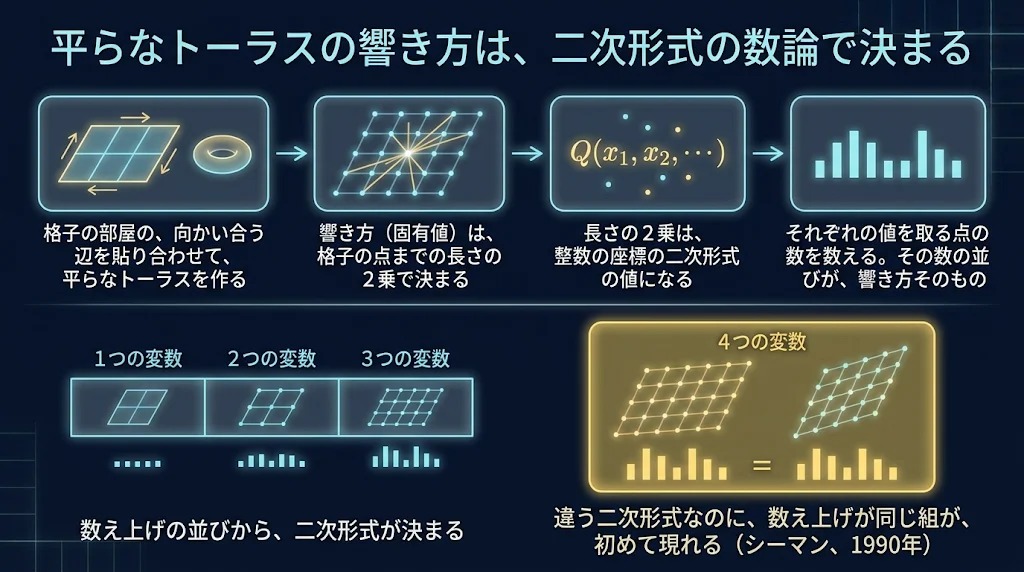 平らなトーラスの響き方は、二次形式の数論で決まる
格子の部屋の、向かい合う
辺を貼り合わせて、
平らなトーラスを作る
響き方（固有値）は、
格子の点までの長さの
２乗で決まる
Q(x₁, x₂, ⋯)
長さの２乗は、
整数の座標の二次形式
の値になる
それぞれの値を取る点の
数を数える。その数の並
びが、響き方そのもの
１つの変数
２つの変数
３つの変数
数え上げの並びから、二次形式が決まる
４つの変数
=
違う二次形式なのに、数え上げが同じ組が、
初めて現れる（シーマン、1990年）